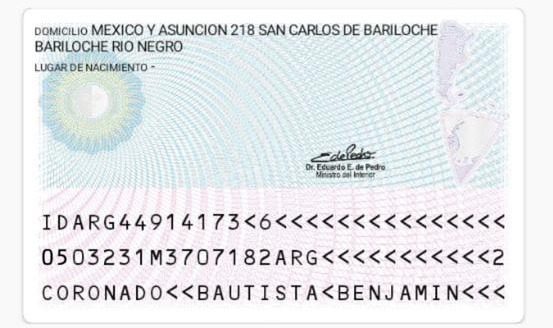 DOMICILIO MEXICO Y ASUNCION 218 SAN CARLOS DE BARILOCHE
BARILOCHE RIO NEGRO
LUGAR DE NACIMIENTO -
Dr. Eduardo E. de Pedro
Ministro del Interior
IDARG44914173<6<<<<<<<<<<<<<<<
0503231M3707182ARG<<<<<<<<<<<2
CORONADO<<BAUTISTA<BENJAMIN<<<